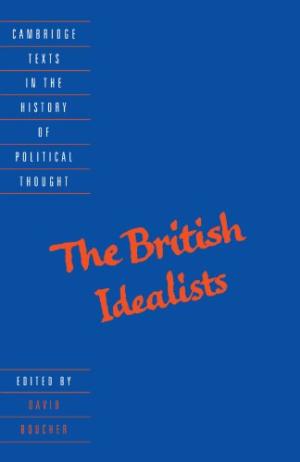 CAMBRIDGE
TEXTS
IN THE
HISTORY
OF
POLITICAL
THOUGHT
The British
Idealists
EDITED BY
DAVID
BOUCHER